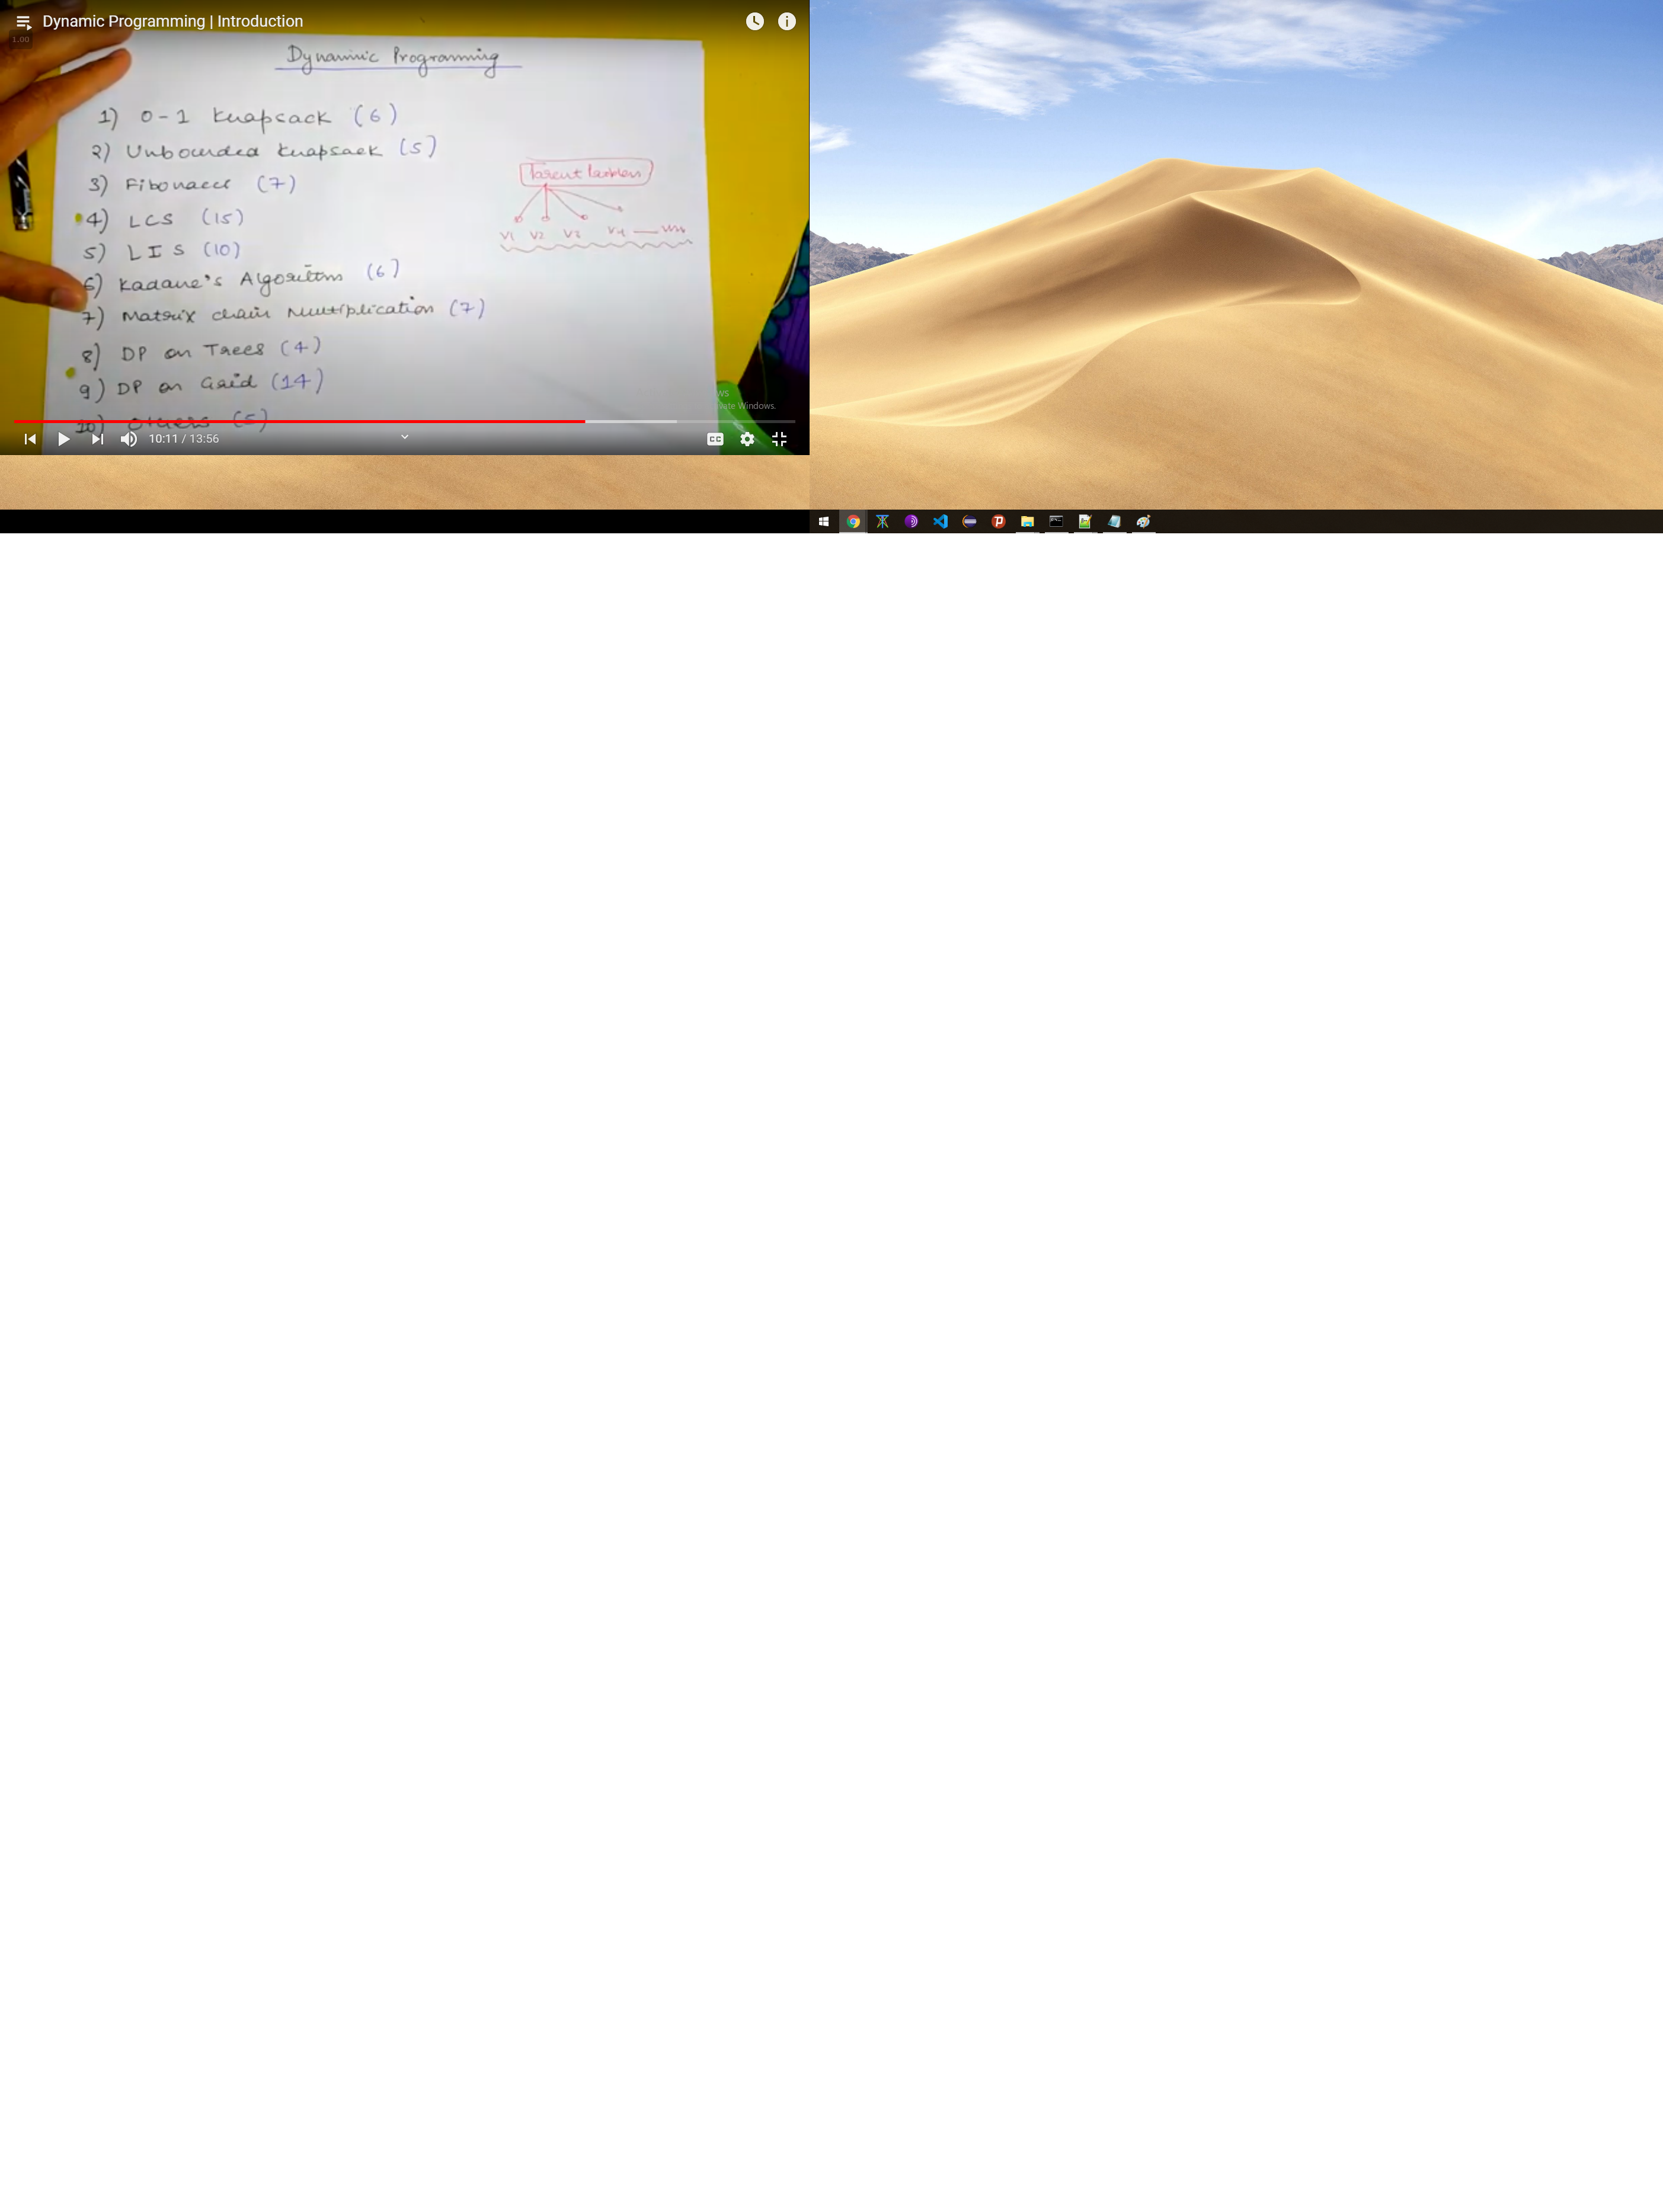 Dynamic Programming | Introduction
1.00
Dynamic Programming
1) 0-1 Knapsack (6)
2) Unbounded Knapsack (5)
3) Fibonacci (7)
4) LCS (15)
5) LIS (10)
6) Kadane's Algorithm (6)
7) Matrix chain Multiplication (7)
8) DP on Trees (4)
9) DP on Grid (14)
10) Others (5)
Parent Problem
V1 V2 V3 V4
ws
vate Windows.
10:11 / 13:56
CC